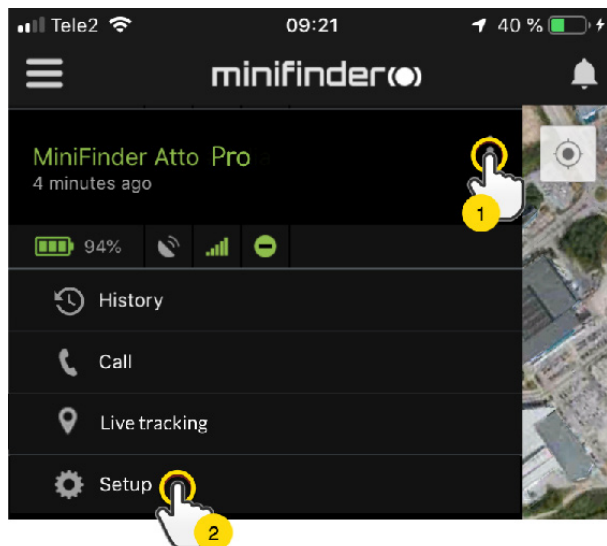 Tele2 09:21 40 %
minifinder
MiniFinder Atto Pro
4 minutes ago
1
94%
History
Call
Live tracking
Setup
2